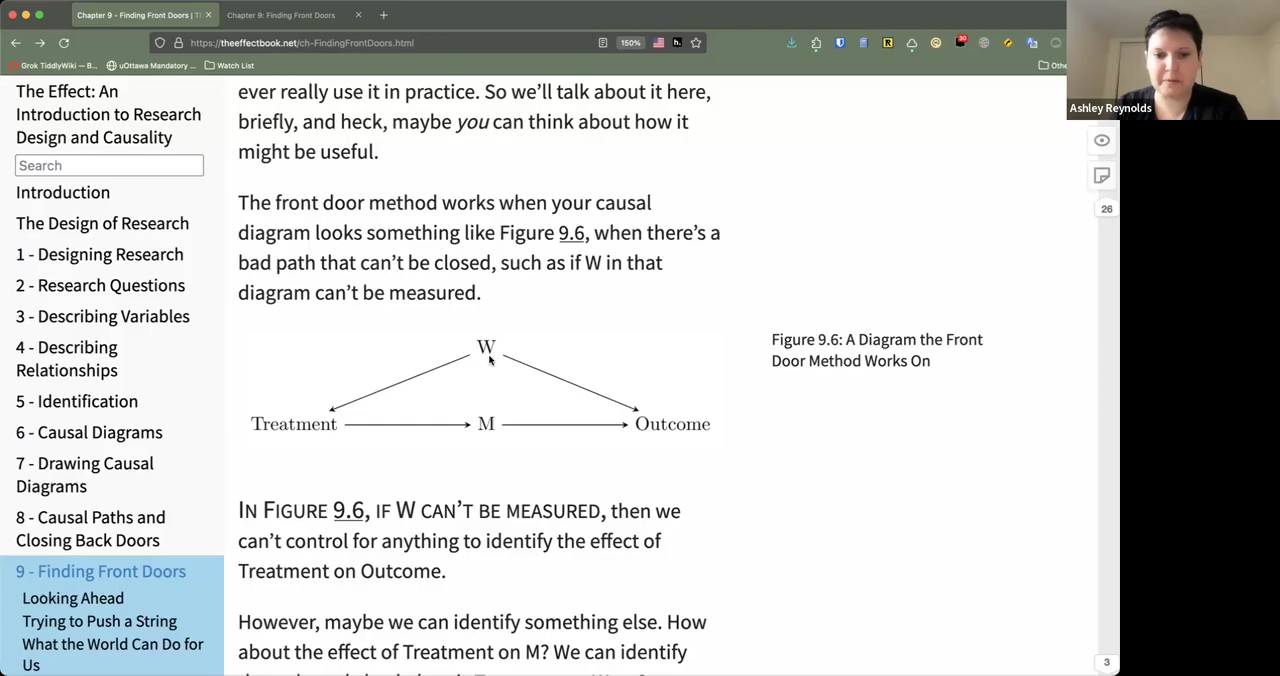 Chapter 9 - Finding Front Doors | T
Chapter 9: Finding Front Doors
https://theeffectbook.net/ch-FindingFrontDoors.html
150%
h.
R
30
Grok TiddlyWiki — B...
uOttawa Mandatory ...
Watch List
Othe
Ashley Reynolds
The Effect: An
Introduction to Research
Design and Causality
Search
Introduction
The Design of Research
1 - Designing Research
2 - Research Questions
3 - Describing Variables
4 - Describing
Relationships
5 - Identification
6 - Causal Diagrams
7 - Drawing Causal
Diagrams
8 - Causal Paths and
Closing Back Doors
9 - Finding Front Doors
Looking Ahead
Trying to Push a String
What the World Can Do for
Us
ever really use it in practice. So we'll talk about it here,
briefly, and heck, maybe you can think about how it
might be useful.
The front door method works when your causal
diagram looks something like Figure 9.6, when there's a
bad path that can't be closed, such as if W in that
diagram can't be measured.
W
Treatment
M
Outcome
Figure 9.6: A Diagram the Front
Door Method Works On
IN FIGURE 9.6, IF W CAN'T BE MEASURED, then we
can't control for anything to identify the effect of
Treatment on Outcome.
However, maybe we can identify something else. How
about the effect of Treatment on M? We can identify
26
3